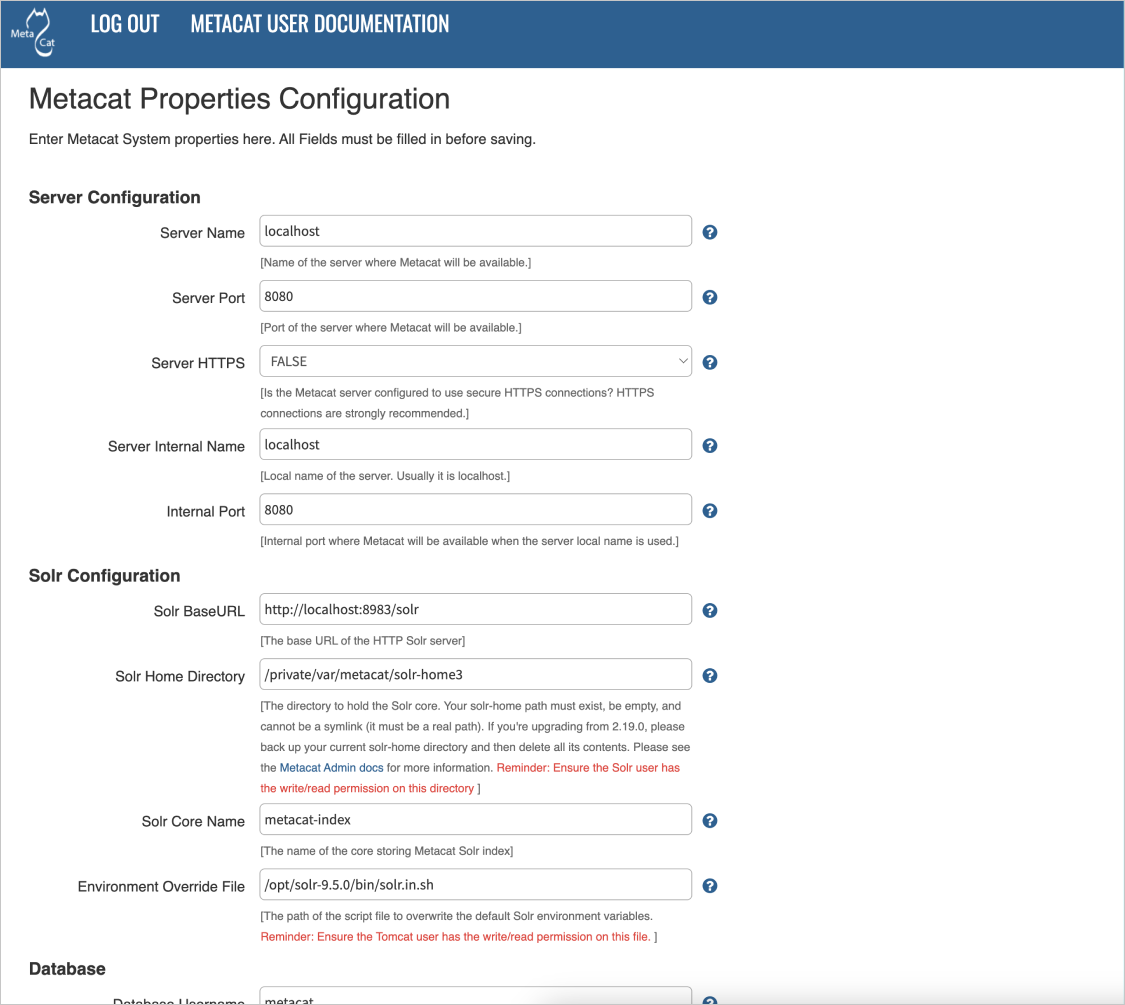 Meta Cat
LOG OUT METACAT USER DOCUMENTATION
Metacat Properties Configuration
Enter Metacat System properties here. All Fields must be filled in before saving.
Server Configuration
Server Name localhost
[Name of the server where Metacat will be available.]
Server Port 8080
[Port of the server where Metacat will be available.]
Server HTTPS FALSE
[Is the Metacat server configured to use secure HTTPS connections? HTTPS
connections are strongly recommended.]
Server Internal Name localhost
[Local name of the server. Usually it is localhost.]
Internal Port 8080
[Internal port where Metacat will be available when the server local name is used.]
Solr Configuration
Solr BaseURL http://localhost:8983/solr
[The base URL of the HTTP Solr server]
Solr Home Directory /private/var/metacat/solr-home3
[The directory to hold the Solr core. Your solr-home path must exist, be empty, and
cannot be a symlink (it must be a real path). If you're upgrading from 2.19.0, please
back up your current solr-home directory and then delete all its contents. Please see
the Metacat Admin docs for more information. Reminder: Ensure the Solr user has
the write/read permission on this directory ]
Solr Core Name metacat-index
[The name of the core storing Metacat Solr index]
Environment Override File /opt/solr-9.5.0/bin/solr.in.sh
[The path of the script file to overwrite the default Solr environment variables.
Reminder: Ensure the Tomcat user has the write/read permission on this file. ]
Database
Database Username metacat